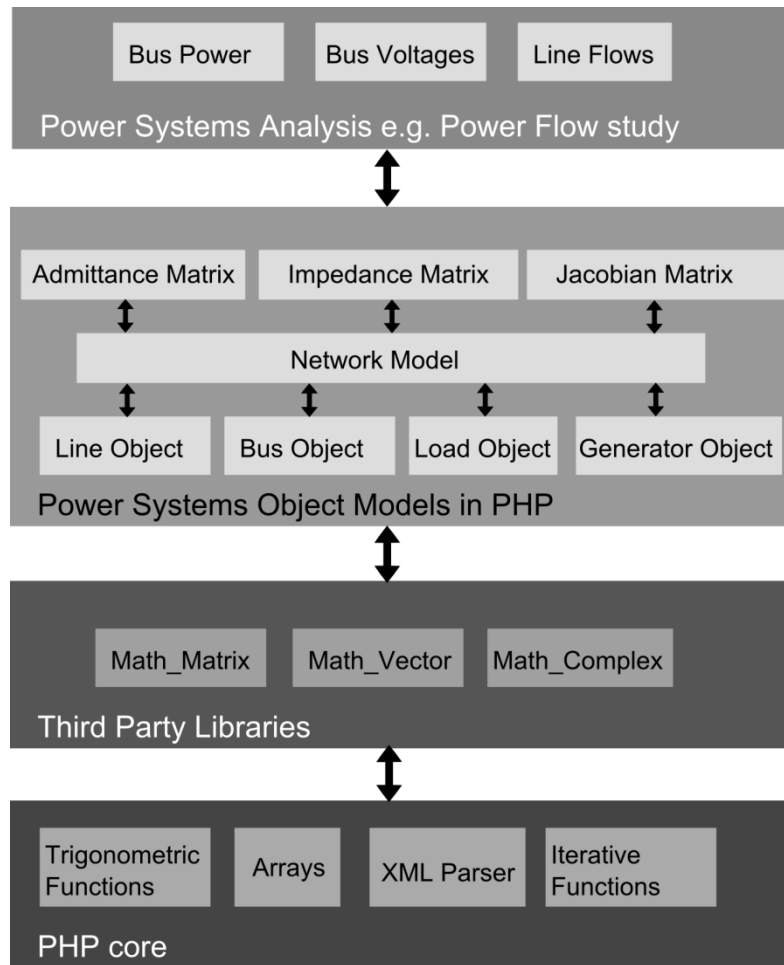 Bus Power
Bus Voltages
Line Flows
Power Systems Analysis e.g. Power Flow study
Admittance Matrix
Impedance Matrix
Jacobian Matrix
Network Model
Line Object
Bus Object
Load Object
Generator Object
Power Systems Object Models in PHP
Math_Matrix
Math_Vector
Math_Complex
Third Party Libraries
Trigonometric
Functions
Arrays
XML Parser
Iterative
Functions
PHP core